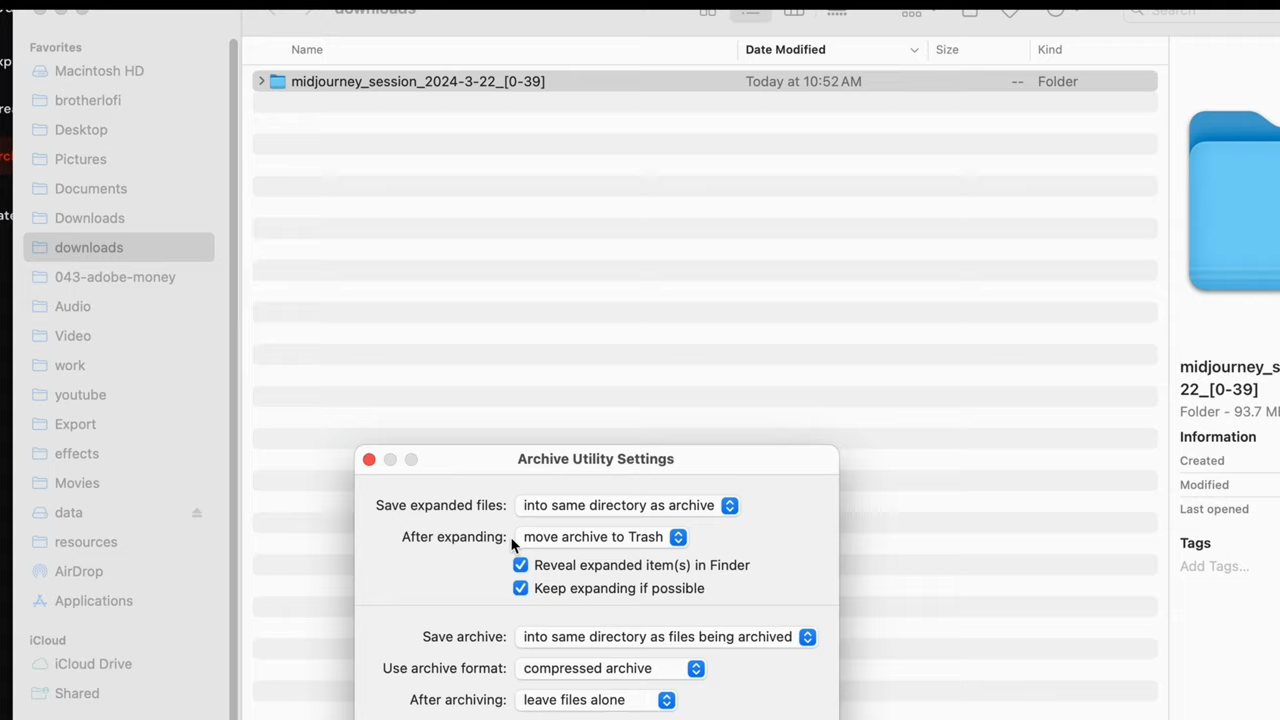 downloads
Search
Favorites
Macintosh HD
brotherlofi
Desktop
Pictures
Documents
Downloads
downloads
043-adobe-money
Audio
Video
work
youtube
Export
effects
Movies
data
resources
AirDrop
Applications
iCloud
iCloud Drive
Shared
Name Date Modified Size Kind
midjourney_session_2024-3-22_[0-39] Today at 10:52 AM -- Folder
midjourney_s
22_[0-39]
Folder - 93.7 M
Information
Created
Modified
Last opened
Tags
Add Tags...
Archive Utility Settings
Save expanded files: into same directory as archive
After expanding: move archive to Trash
Reveal expanded item(s) in Finder
Keep expanding if possible
Save archive: into same directory as files being archived
Use archive format: compressed archive
After archiving: leave files alone